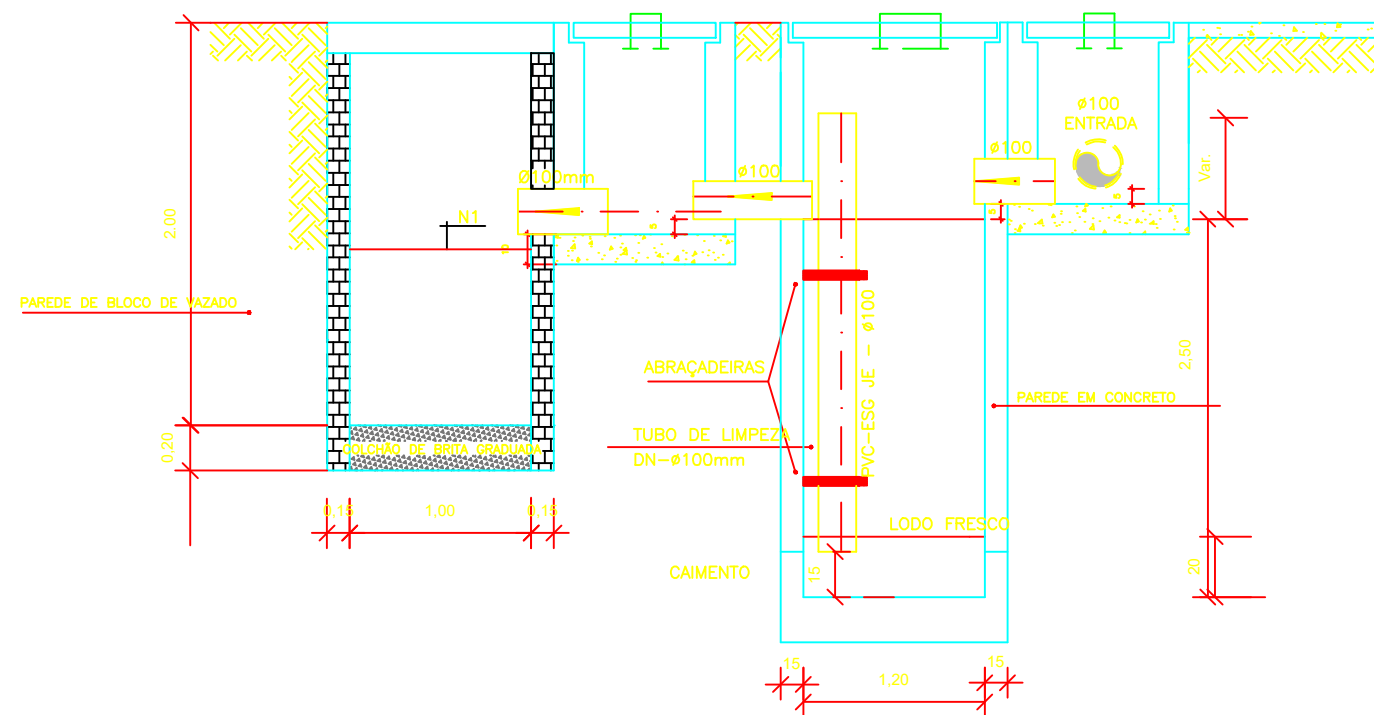 ø100
ENTRADA
ø100
ø100
Ø100mm
Var.
N1
5
5
2.00
2,50
PAREDE DE BLOCO DE VAZADO
PVC-ESG JE - ø100
ABRAÇADEIRAS
PAREDE EM CONCRETO
TUBO DE LIMPEZA
DN-ø100mm
COLCHÃO DE BRITA GRADUADA
0,20
0,15
1,00
0,15
LODO FRESCO
CAIMENTO
15
20
15
1,20
15